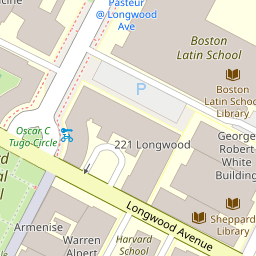 Pasteur
@ Longwood
Ave
Boston
Latin School
P
Boston
Latin Scho
Library
Oscar C
Tugo Circle
221 Longwood
George
Robert
White
Building
Longwood Avenue
Sheppard
Library
Armenise
Warren
Alpert
Harvard
School